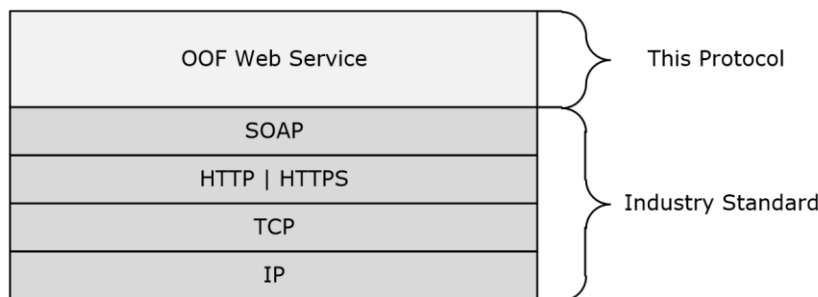 OOF Web Service
This Protocol
SOAP
HTTP | HTTPS
Industry Standard
TCP
IP